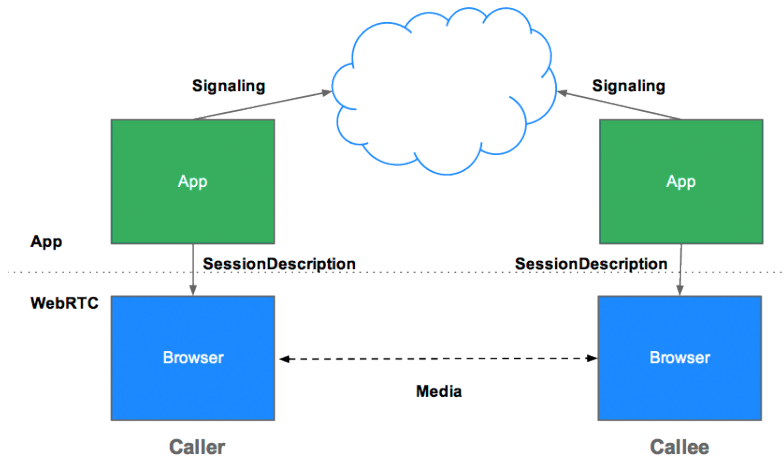 Signaling
Signaling
App
App
App
SessionDescription
SessionDescription
WebRTC
Browser
Browser
Media
Caller
Callee